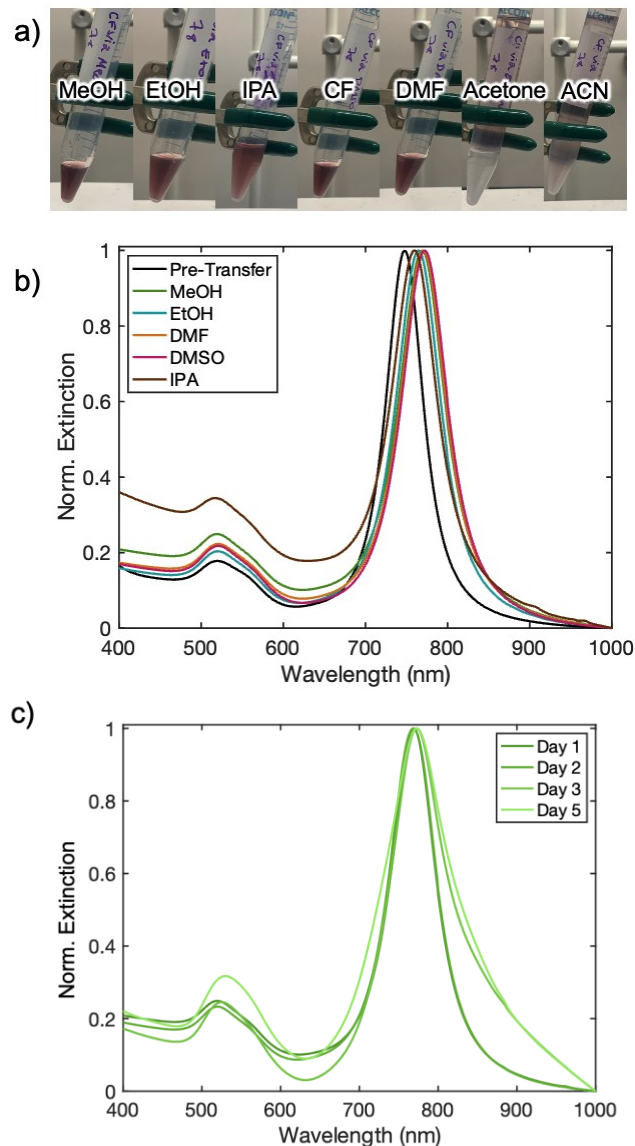 a)
MeOH EtOH IPA CF DMF Acetone ACN
b)
Norm. Extinction
1
0.8
0.6
0.4
0.2
0
Pre-Transfer
MeOH
EtOH
DMF
DMSO
IPA
400 500 600 700 800 900 1000
Wavelength (nm)
c)
Norm. Extinction
1
0.8
0.6
0.4
0.2
0
Day 1
Day 2
Day 3
Day 5
400 500 600 700 800 900 1000
Wavelength (nm)